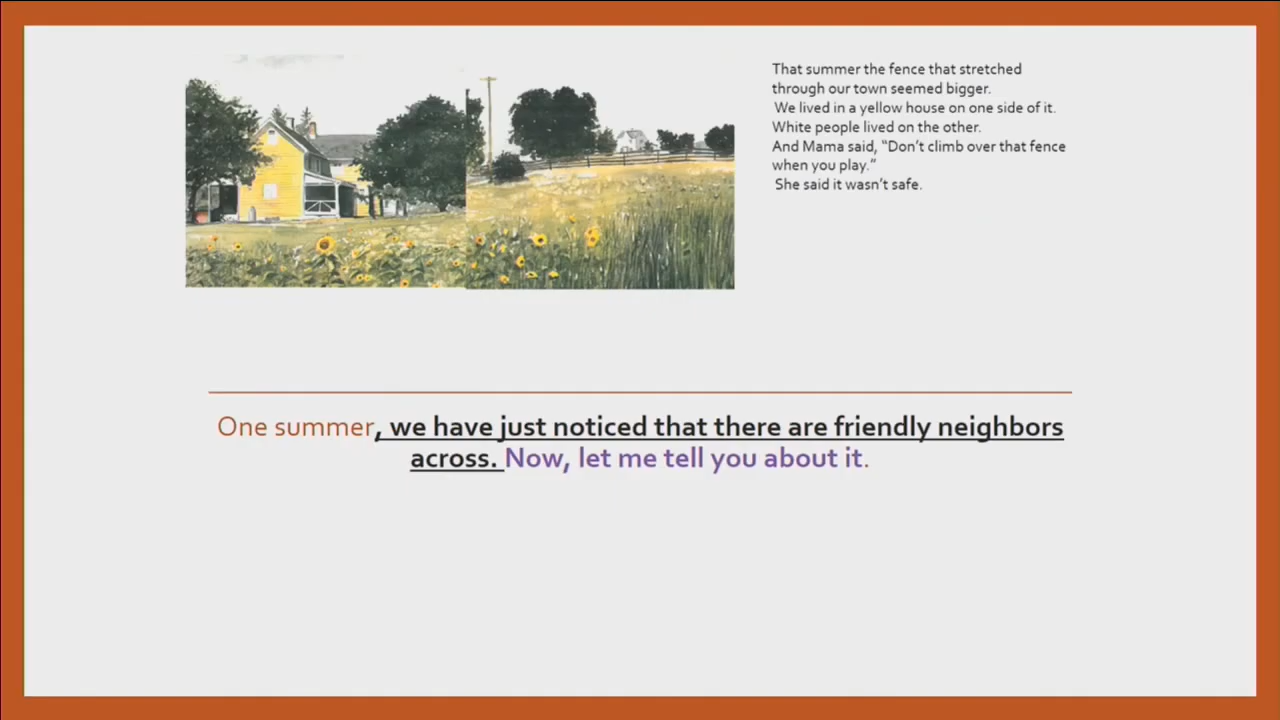 That summer the fence that stretched
through our town seemed bigger.
We lived in a yellow house on one side of it.
White people lived on the other.
And Mama said, “Don’t climb over that fence
when you play.”
She said it wasn’t safe.
One summer, we have just noticed that there are friendly neighbors
across. Now, let me tell you about it.